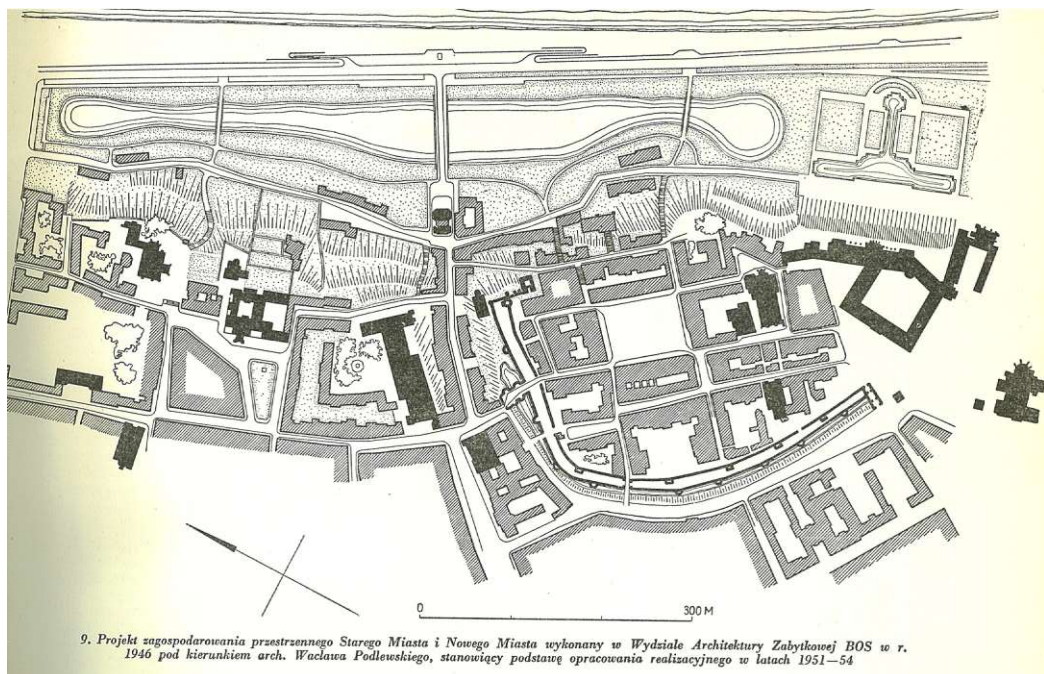 0 300 M
9. Projekt zagospodarowania przestrzennego Starego Miasta i Nowego Miasta wykonany w Wydziale Architektury Zabytkowej BOS w r.
1946 pod kierunkiem arch. Wacława Podlewskiego, stanowiący podstawę opracowania realizacyjnego w latach 1951—54